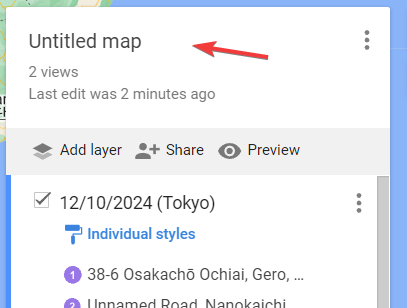 Untitled map
2 views
Last edit was 2 minutes ago
Add layer Share Preview
12/10/2024 (Tokyo)
Individual styles
1 38-6 Osakachō Ochiai, Gero, ...
2 Unnamed Road, Nanokaichi